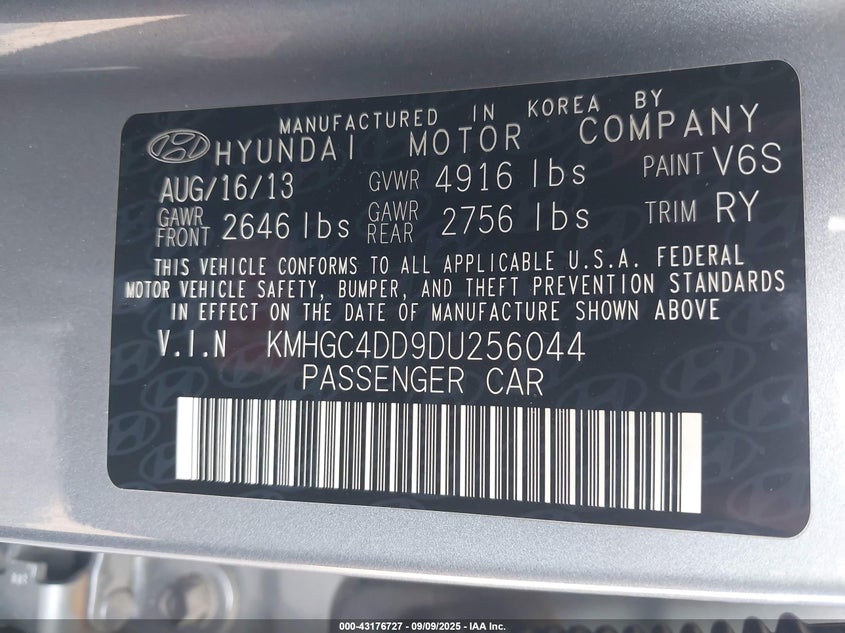 MANUFACTURED IN KOREA BY
HYUNDAI MOTOR COMPANY
AUG/16/13 GVWR 4916 lbs PAINT V6S
GAWR FRONT 2646 lbs GAWR REAR 2756 lbs TRIM RY
THIS VEHICLE CONFORMS TO ALL APPLICABLE U.S.A. FEDERAL
MOTOR VEHICLE SAFETY, BUMPER, AND THEFT PREVENTION STANDARDS
IN EFFECT ON THE DATE OF MANUFACTURE SHOWN ABOVE
V.I.N KMHGC4DD9DU256044
PASSENGER CAR
000-43176727 - 09/09/2025 - IAA Inc.